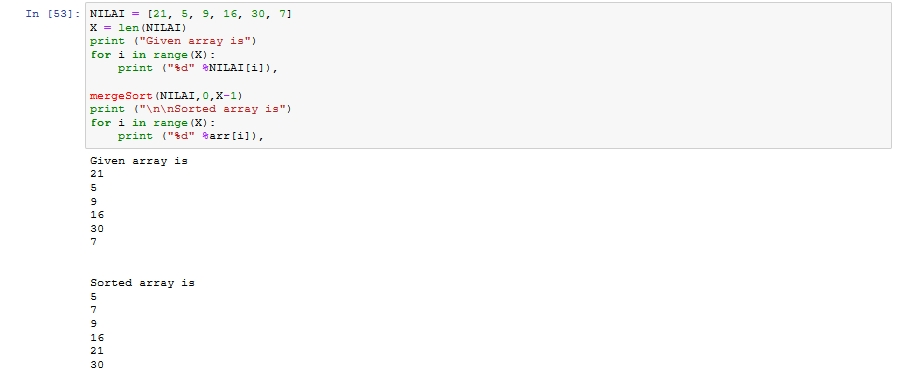 In [53]: NILAI = [21, 5, 9, 16, 30, 7]
X = len(NILAI)
print ("Given array is")
for i in range(X):
    print ("%d" %NILAI[i]),

mergeSort(NILAI,0,X-1)
print ("\n\nSorted array is")
for i in range(X):
    print ("%d" %arr[i]),
Given array is
21
5
9
16
30
7

Sorted array is
5
7
9
16
21
30